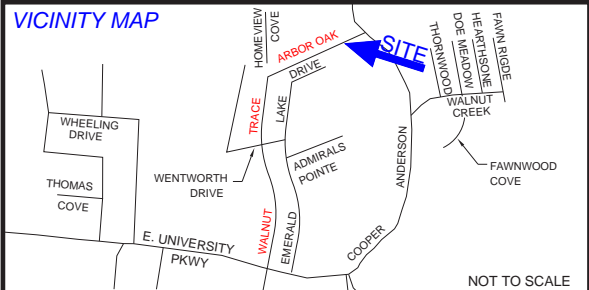 VICINITY MAP
HOMEVIEW
COVE
ARBOR OAK
SITE
DRIVE
LAKE
TRACE
THORNWOOD
DOE MEADOW
HEARTHSONE
FAWN RIGDE
WALNUT
CREEK
WHEELING
DRIVE
THOMAS
COVE
WENTWORTH
DRIVE
ADMIRALS
POINTE
ANDERSON
FAWNWOOD
COVE
WALNUT
EMERALD
COOPER
E. UNIVERSITY
PKWY
NOT TO SCALE